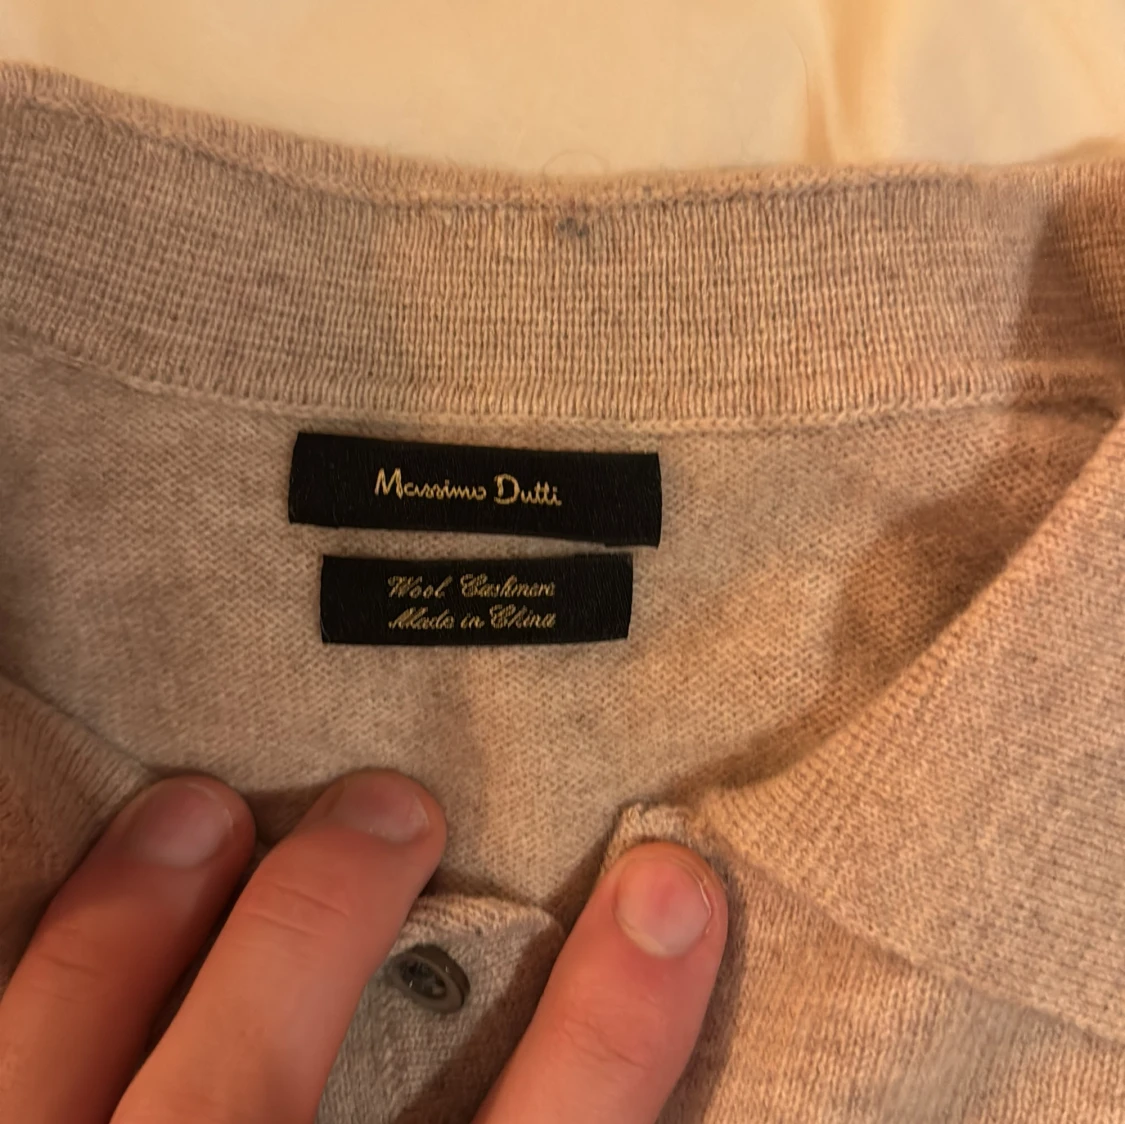 Massimo Dutti
Wool Cashmere
Made in China